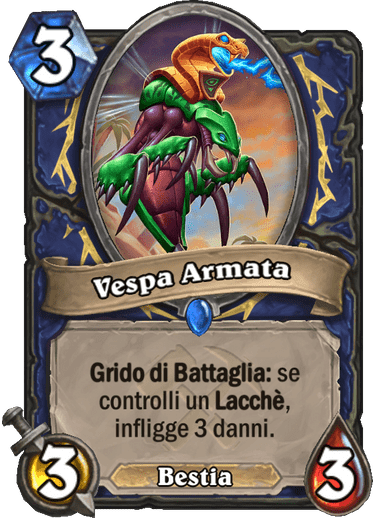 3
Vespa Armata
Grido di Battaglia: se
controlli un Lacchè,
infligge 3 danni.
3
Bestia
3